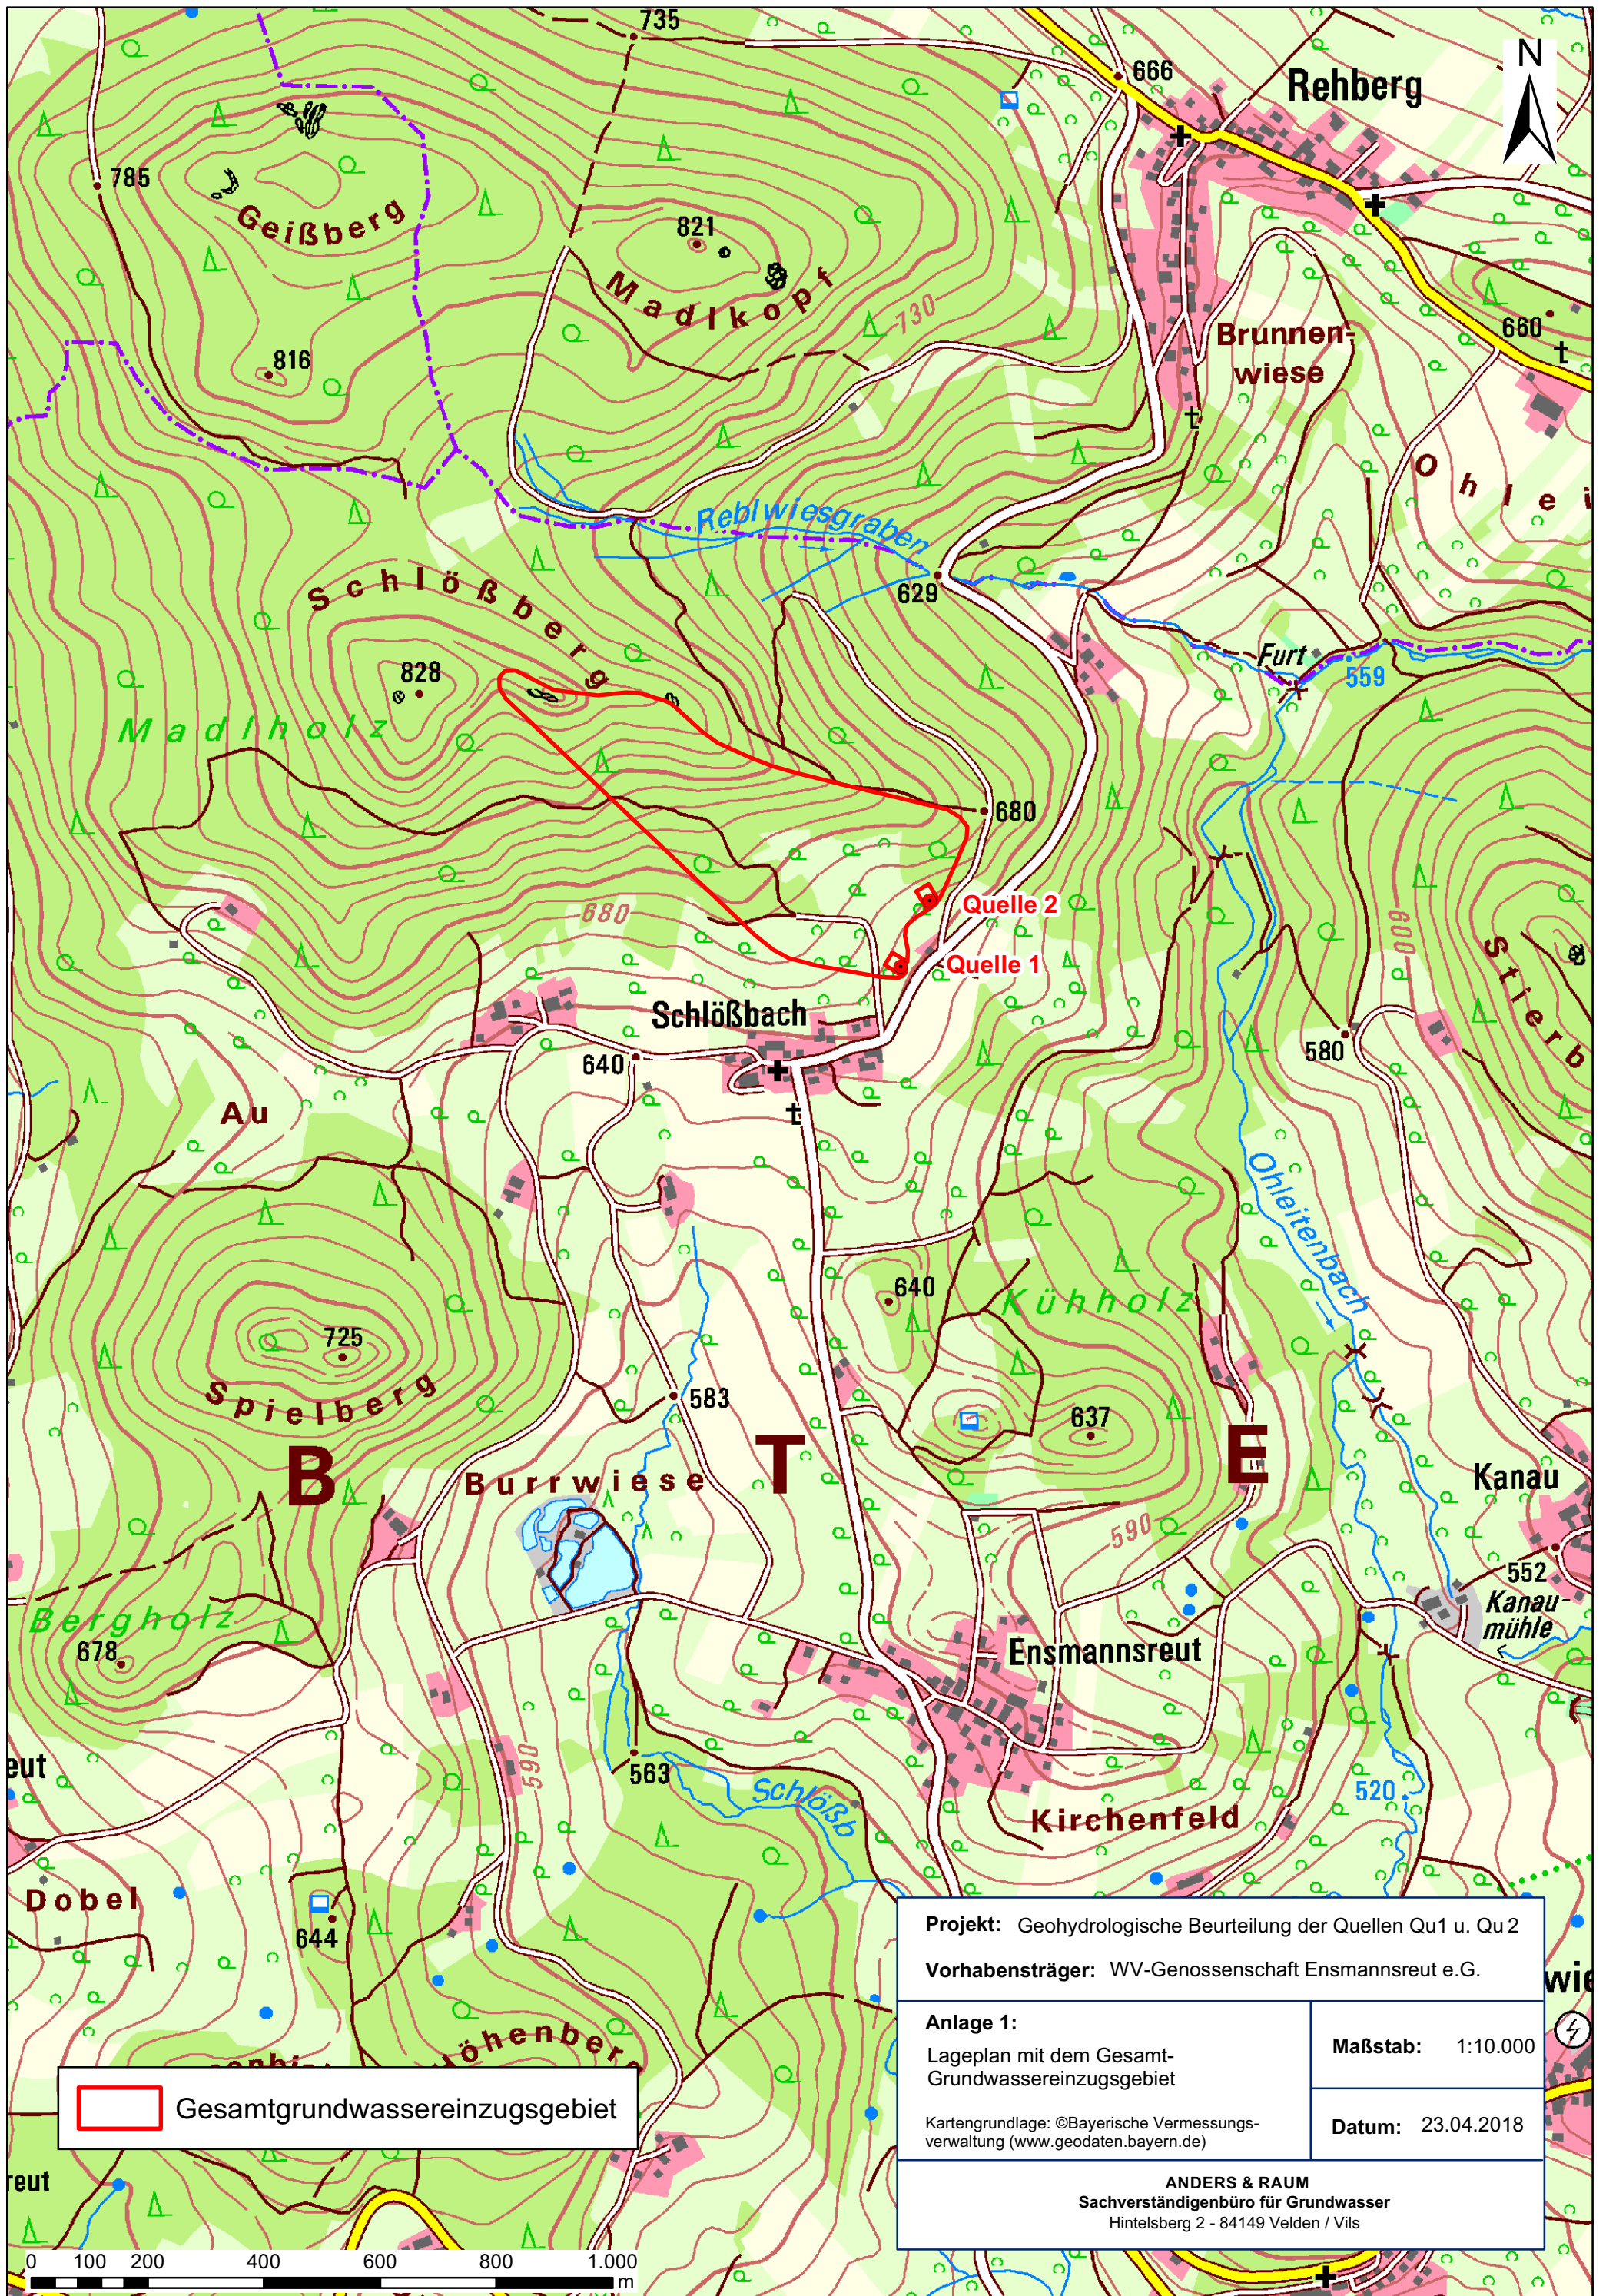 735
666
Rehberg
N
785
Geißberg
821
Madlkopf
730
816
Brunnen-
wiese
660
Ohlei
Reblwiesgraben
629
Schlößberg
828
Madlholz
Furt
559
680
Quelle 2
680
600
Quelle 1
Stierb
Schlößbach
640
580
Au
Ohleitenbach
640
Kühholz
725
Spielberg
583
637
B
T
E
Burrwiese
Kanau
590
552
Kanau-
mühle
Bergholz
678
Ensmannsreut
eut
590
563
Schlößb
520
Kirchenfeld
Dobel
644
Höhenberg
wie
reut
Gesamtgrundwassereinzugsgebiet
Projekt: Geohydrologische Beurteilung der Quellen Qu1 u. Qu2
Vorhabensträger: WV-Genossenschaft Ensmannsreut e.G.
Anlage 1:
Lageplan mit dem Gesamt-
Grundwassereinzugsgebiet
Kartengrundlage: ©Bayerische Vermessungs-
verwaltung (www.geodaten.bayern.de)
Maßstab: 1:10.000
Datum: 23.04.2018
ANDERS & RAUM
Sachverständigenbüro für Grundwasser
Hintelsberg 2 - 84149 Velden / Vils
0 100 200 400 600 800 1.000
m